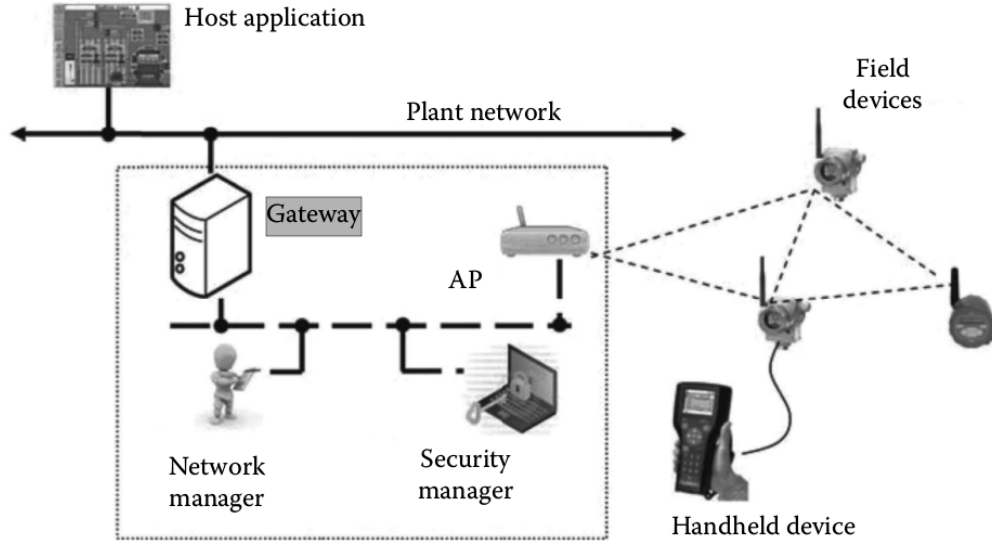 Host application
Plant network
Field
devices
Gateway
AP
Network
manager
Security
manager
Handheld device